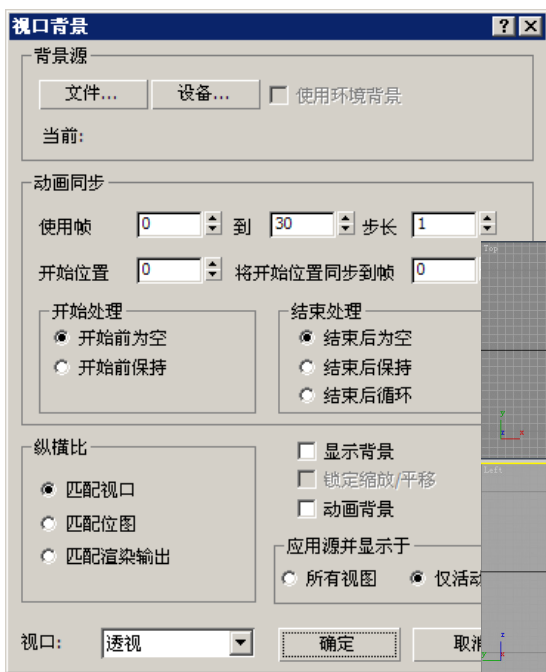 视口背景
背景源
文件... 设备... 使用环境背景
当前:
动画同步
使用帧 0 到 30 步长 1
开始位置 0 将开始位置同步到帧 0
开始处理
开始前为空
开始前保持
结束处理
结束后为空
结束后保持
结束后循环
纵横比
匹配视口
匹配位图
匹配渲染输出
显示背景
锁定缩放/平移
动画背景
应用源并显示于
所有视图 仅活动
视口: 透视 确定 取消
Top
y
z x
Left
z
y